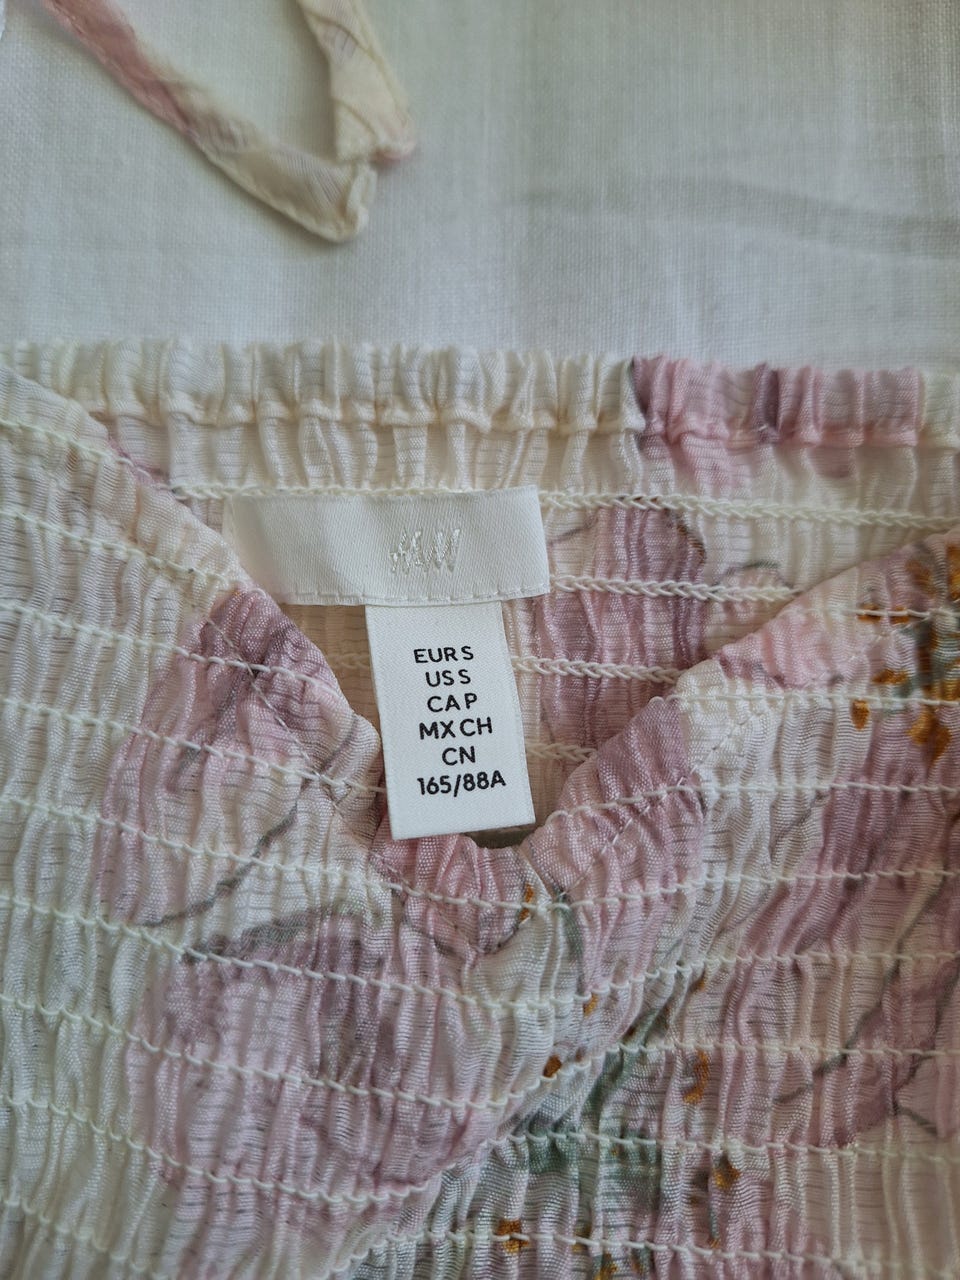 H&M
EUR S
US S
CA P
MX CH
CN
165/88A